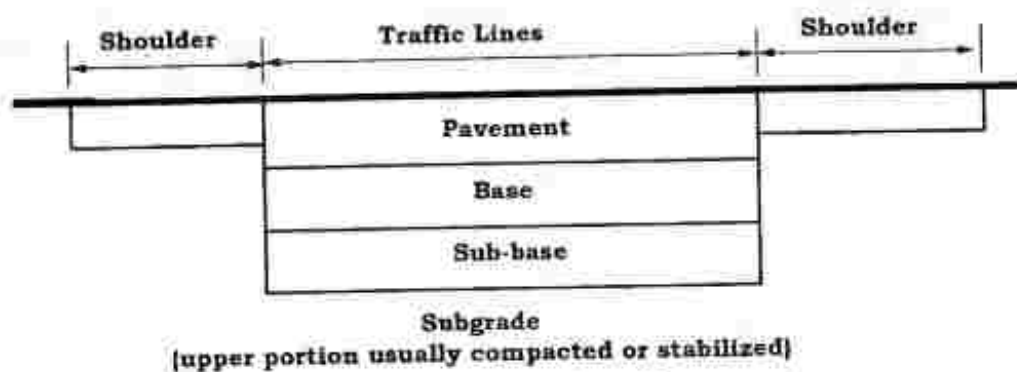 Shoulder
Traffic Lines
Shoulder
Pavement
Base
Sub-base
Subgrade
(upper portion usually compacted or stabilized)